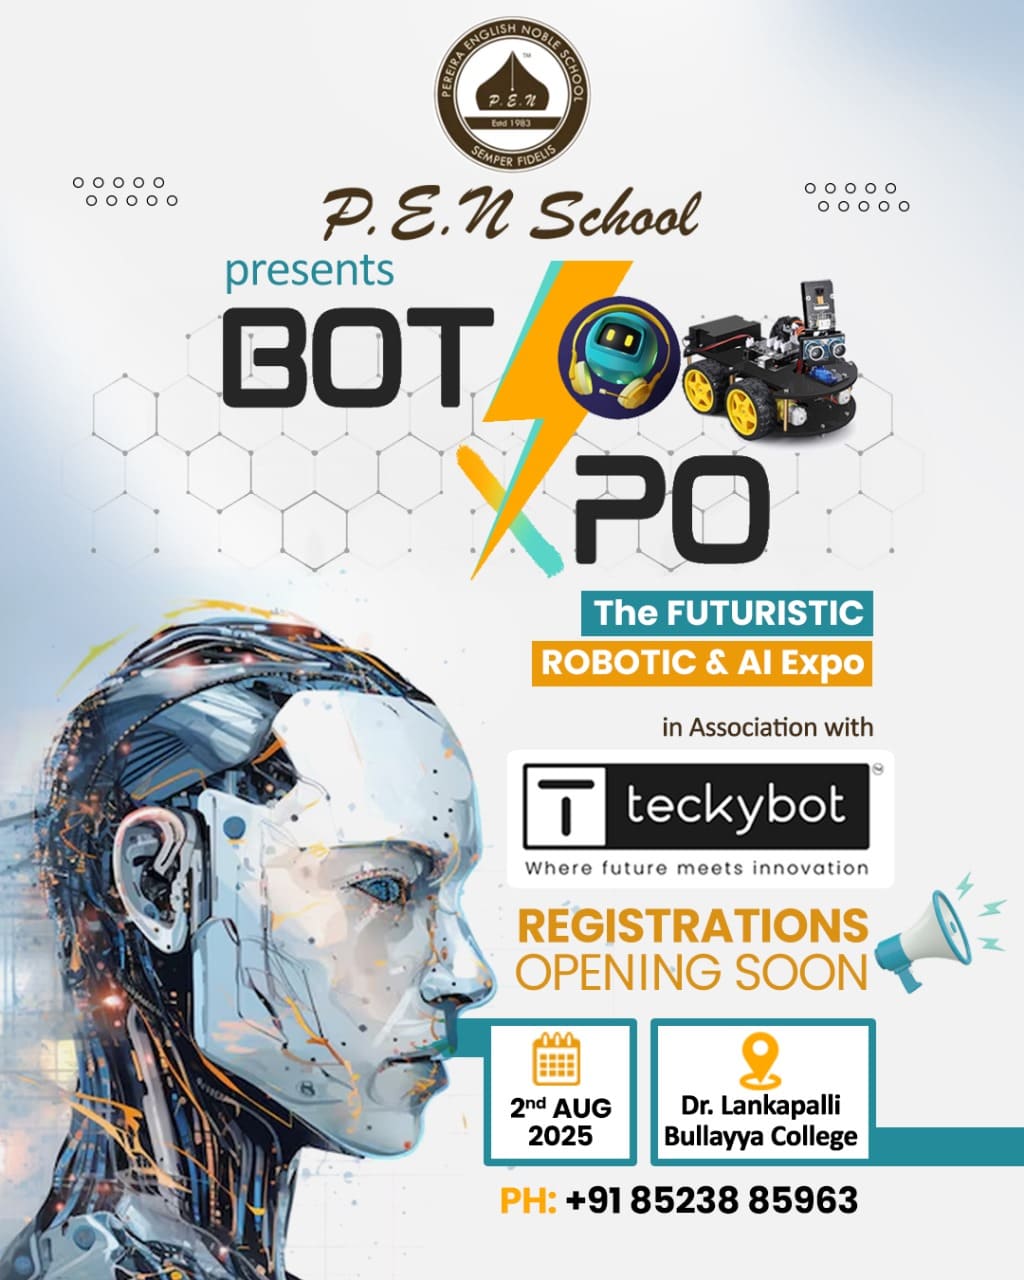 PEREIRA ENGLISH NOBLE SCHOOL
TM
P.E.N
Estd 1983
SEMPER FIDELIS
P.E.N School
presents
BOT
XPO
The FUTURISTIC
ROBOTIC & AI Expo
in Association with
T teckybot
Where future meets innovation
REGISTRATIONS
OPENING SOON
2nd AUG
2025
Dr. Lankapalli
Bullayya College
PH: +91 85238 85963